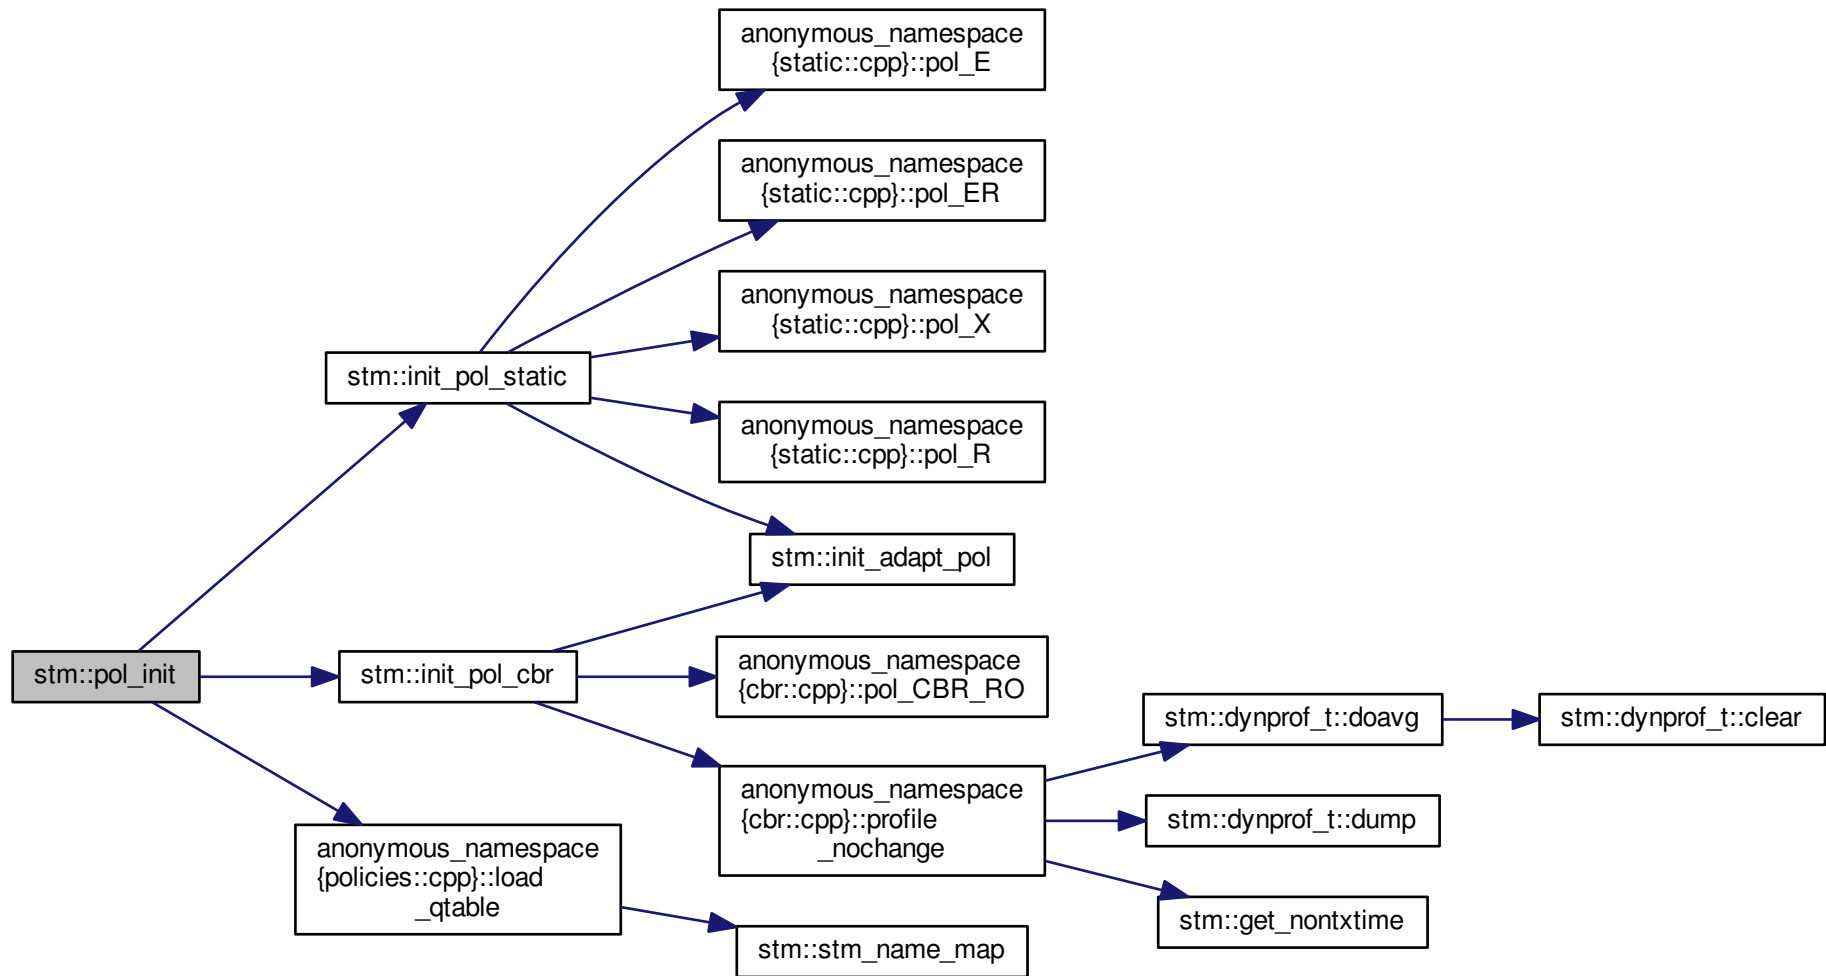 anonymous_namespace
{static::cpp}::pol_E
anonymous_namespace
{static::cpp}::pol_ER
anonymous_namespace
{static::cpp}::pol_X
stm::init_pol_static
anonymous_namespace
{static::cpp}::pol_R
stm::init_adapt_pol
stm::pol_init
stm::init_pol_cbr
anonymous_namespace
{cbr::cpp}::pol_CBR_RO
stm::dynprof_t::doavg
stm::dynprof_t::clear
anonymous_namespace
{cbr::cpp}::profile
_nochange
stm::dynprof_t::dump
anonymous_namespace
{policies::cpp}::load
_qtable
stm::get_nontxtime
stm::stm_name_map